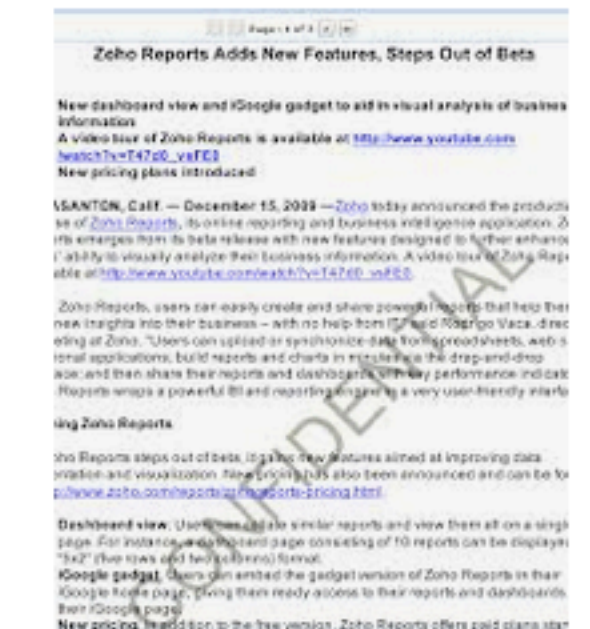 Page 1 of 3
Zoho Reports Adds New Features, Steps Out of Beta
New dashboard view and iGoogle gadget to aid in visual analysis of busines
information
A video tour of Zoho Reports is available at http://www.youtube.com
/watch?v=T47d0_vsFE0
New pricing plans introduced
ASANTON, Calif. — December 15, 2009 —Zoho today announced the producti
se of Zoho Reports, its online reporting and business intelligence application. Z
rts emerges from its beta release with new features designed to further enhance
s' ability to visually analyze their business information. A video tour of Zoho Repo
able at http://www.youtube.com/watch?v=T47d0_vsFE0.
Zoho Reports, users can easily create and share powerful reports that help then
new insights into their business – with no help from IT," said Rodrigo Vaca, direc
eting at Zoho. "Users can upload or synchronize data from spreadsheets, web s
ional applications, build reports and charts in minutes via the drag-and-drop
ace; and then share their reports and dashboards with key performance indicato
Reports wraps a powerful BI and reporting engine in a very user-friendly interfa
ing Zoho Reports
oho Reports steps out of beta, it gains new features aimed at improving data
entation and visualization. New pricing has also been announced and can be fo
p://www.zoho.com/reports/zohoreports-pricing.html.
Dashboard view. Users can create similar reports and view them all on a singl
page. For instance, a dashboard page consisting of 10 reports can be displayed
"5x2" (five rows and two columns) format.
iGoogle gadget. Users can embed the gadget version of Zoho Reports in their
iGoogle home page, giving them ready access to their reports and dashboards
their iGoogle page.
New pricing. In addition to the free version, Zoho Reports offers paid plans start
CONFIDENTIAL